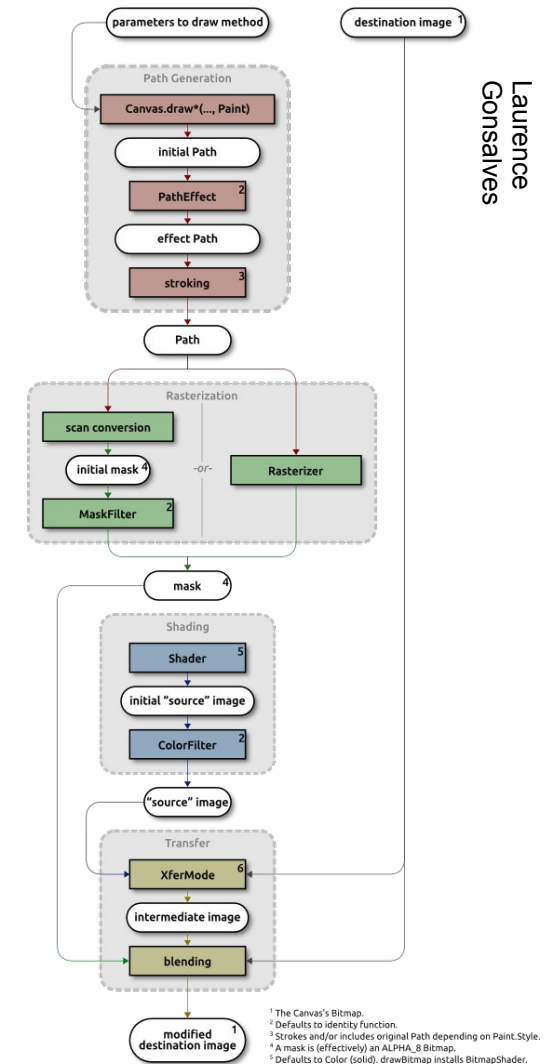 parameters to draw method
destination image 1
Laurence
Gonsalves
Path Generation
Canvas.draw*(..., Paint)
initial Path
PathEffect 2
effect Path
stroking 3
Path
Rasterization
scan conversion
initial mask 4
-or-
Rasterizer
MaskFilter 2
mask 4
Shading
Shader 5
initial "source" image
ColorFilter 2
"source" image
Transfer
XferMode 6
intermediate image
blending
modified 1
destination image
1 The Canvas's Bitmap.
2 Defaults to identity function.
3 Strokes and/or includes original Path depending on Paint.Style.
4 A mask is (effectively) an ALPHA_8 Bitmap.
5 Defaults to Color (solid). drawBitmap installs BitmapShader.